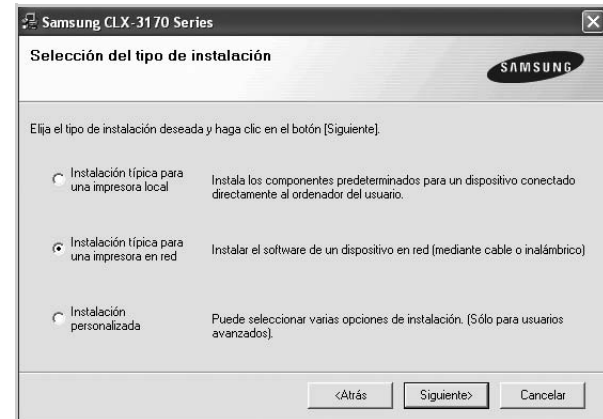 Samsung CLX-3170 Series
Selección del tipo de instalación
SAMSUNG
Elija el tipo de instalación deseada y haga clic en el botón [Siguiente].
Instalación típica para
una impresora local
Instala los componentes predeterminados para un dispositivo conectado
directamente al ordenador del usuario.
Instalación típica para
una impresora en red
Instalar el software de un dispositivo en red (mediante cable o inalámbrico)
Instalación
personalizada
Puede seleccionar varias opciones de instalación. (Sólo para usuarios
avanzados).
<Atrás
Siguiente>
Cancelar